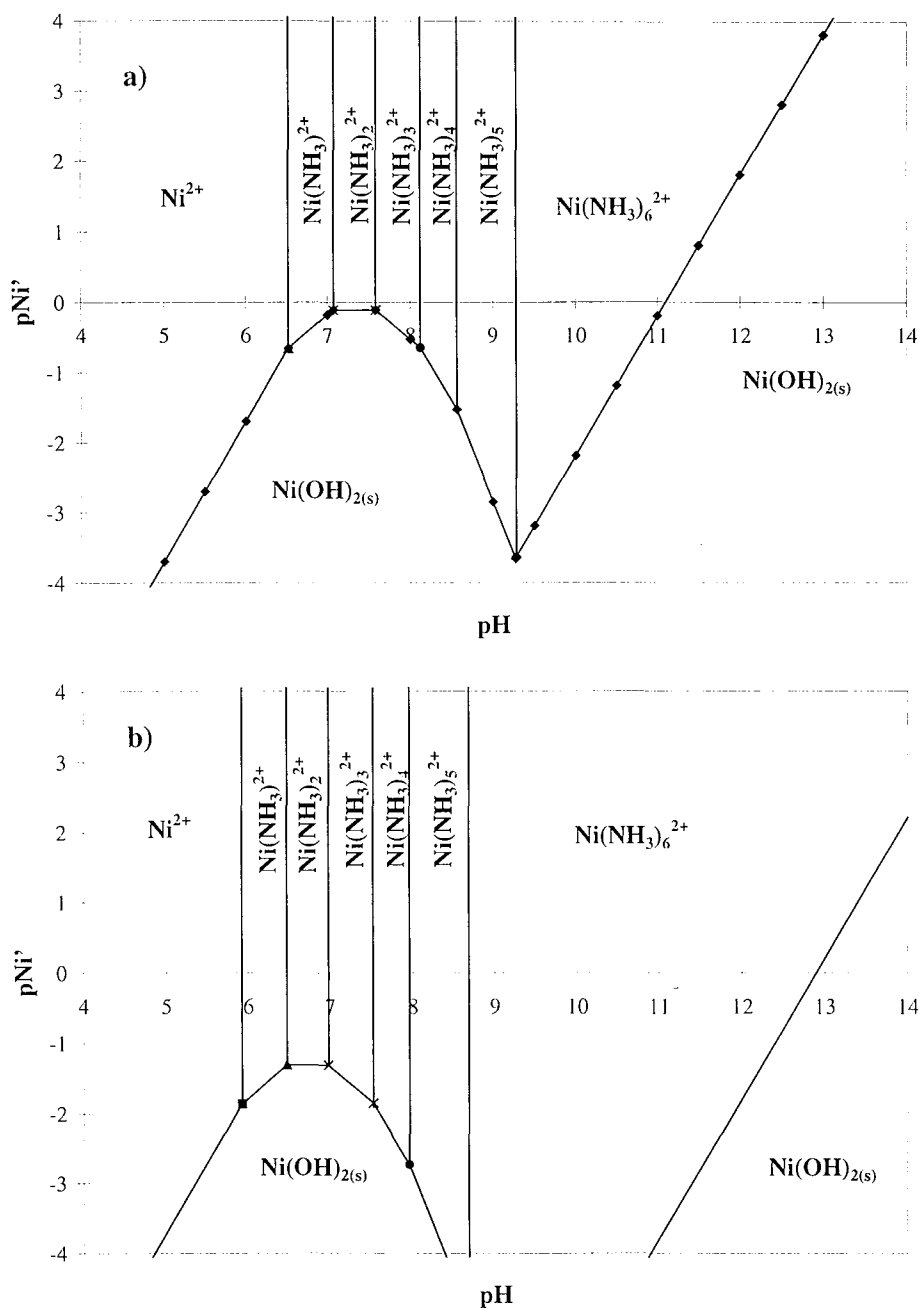 a)
4
3
2
1
0
-1
-2
-3
-4
pNi'
Ni²⁺
Ni(NH₃)²⁺
Ni(NH₃)₂²⁺
Ni(NH₃)₃²⁺
Ni(NH₃)₄²⁺
Ni(NH₃)₅²⁺
Ni(NH₃)₆²⁺
4 5 6 7 8 9 10 11 12 13 14
Ni(OH)₂₍ₛ₎
Ni(OH)₂₍ₛ₎
pH
b)
4
3
2
1
0
-1
-2
-3
-4
pNi'
Ni²⁺
Ni(NH₃)²⁺
Ni(NH₃)₂²⁺
Ni(NH₃)₃²⁺
Ni(NH₃)₄²⁺
Ni(NH₃)₅²⁺
Ni(NH₃)₆²⁺
4 5 6 7 8 9 10 11 12 13 14
Ni(OH)₂₍ₛ₎
Ni(OH)₂₍ₛ₎
pH